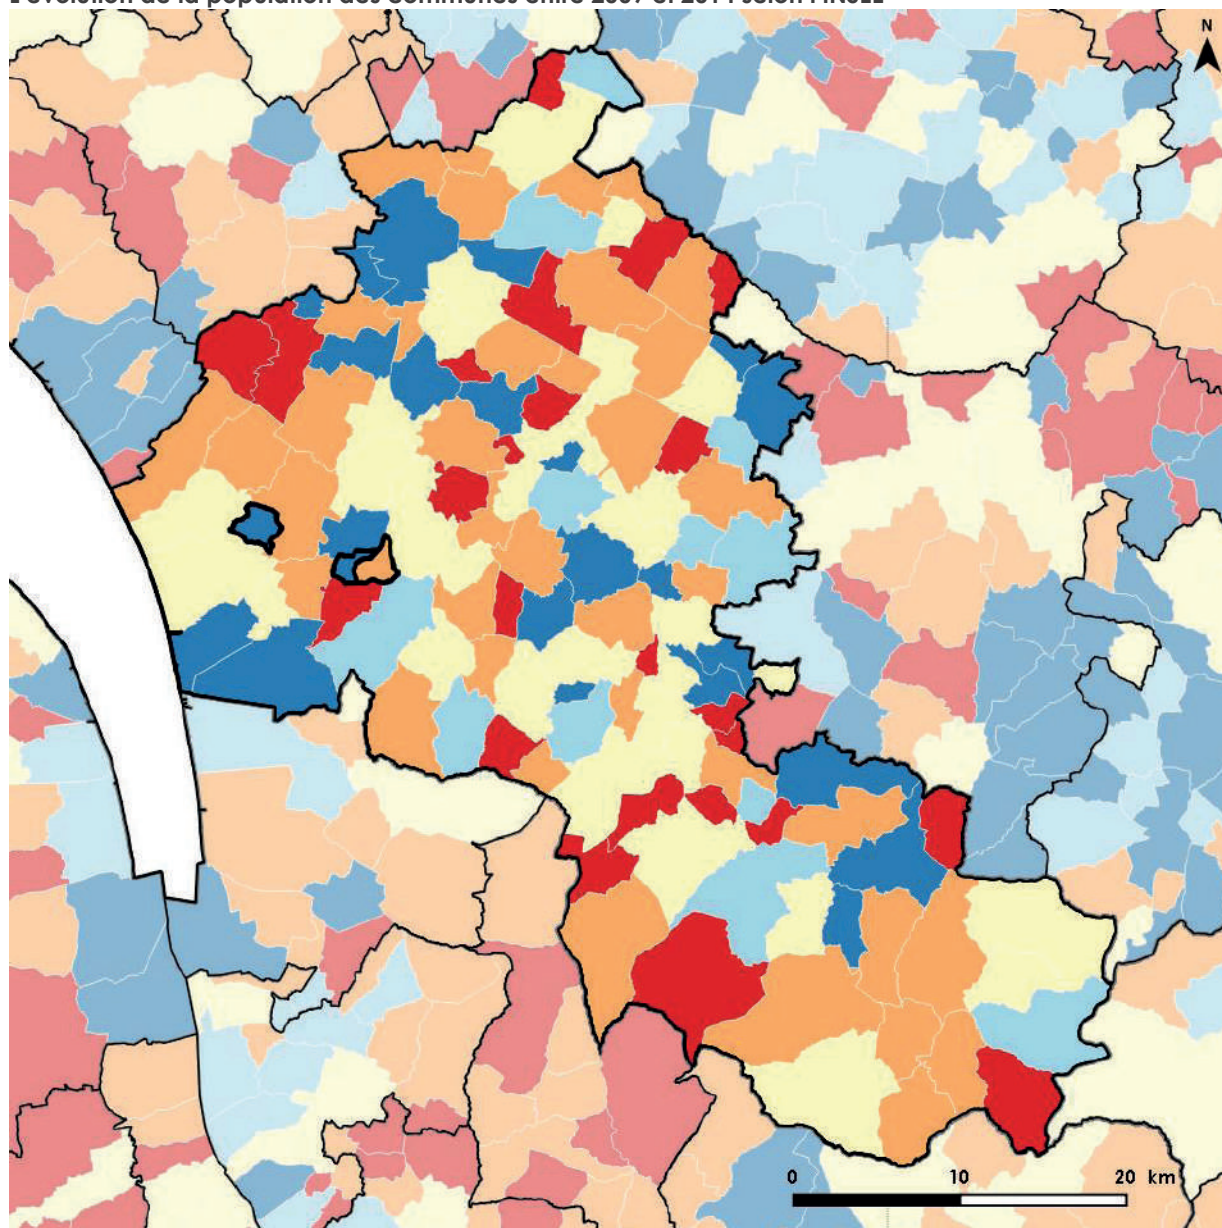 L'évolution de la population des communes entre 2009 et 2014 selon l'INSEE
N
0 10 20 km